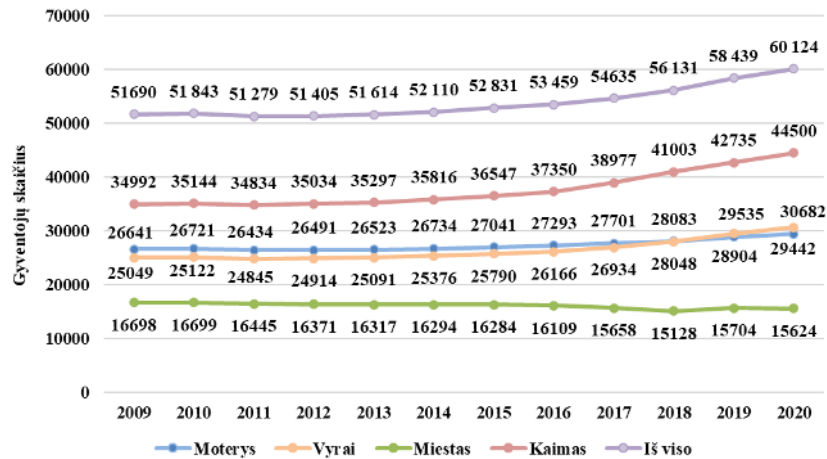 70000
60000
50000
40000
30000
20000
10000
0
Gyventojų skaičius
51690 51 843 51 279 51 405 51 614 52 110 52 831 53 459 54635 56 131 58 439 60 124
34992 35144 34834 35034 35297 35816 36547 37350 38977 41003 42735 44500
26641 26721 26434 26491 26523 26734 27041 27293 27701 28083 29535 30682
25049 25122 24845 24914 25091 25376 25790 26166 26934 28048 28904 29442
16698 16699 16445 16371 16317 16294 16284 16109 15658 15128 15704 15624
2009 2010 2011 2012 2013 2014 2015 2016 2017 2018 2019 2020
Moterys Vyrai Miestas Kaimas Iš viso